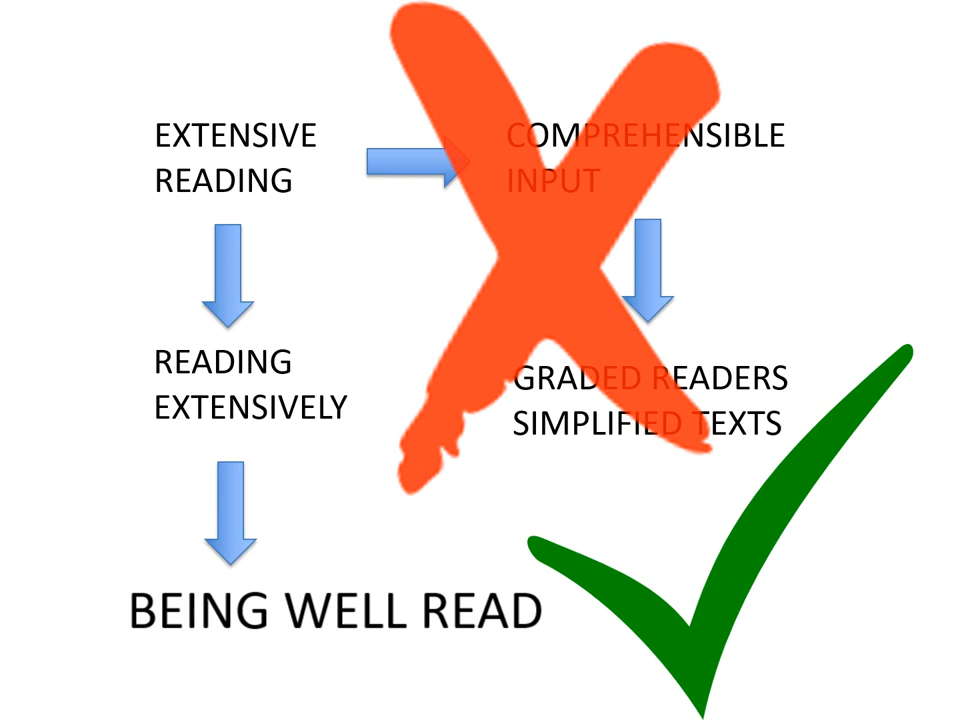 EXTENSIVE
READING
COMPREHENSIBLE
INPUT
READING
EXTENSIVELY
GRADED READERS
SIMPLIFIED TEXTS
BEING WELL READ